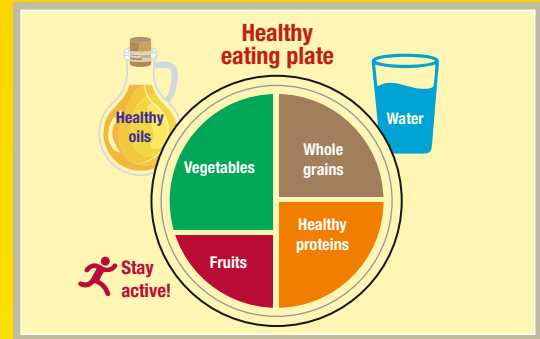 Healthy
eating plate
Healthy
oils
Water
Vegetables
Whole
grains
Healthy
proteins
Fruits
Stay
active!